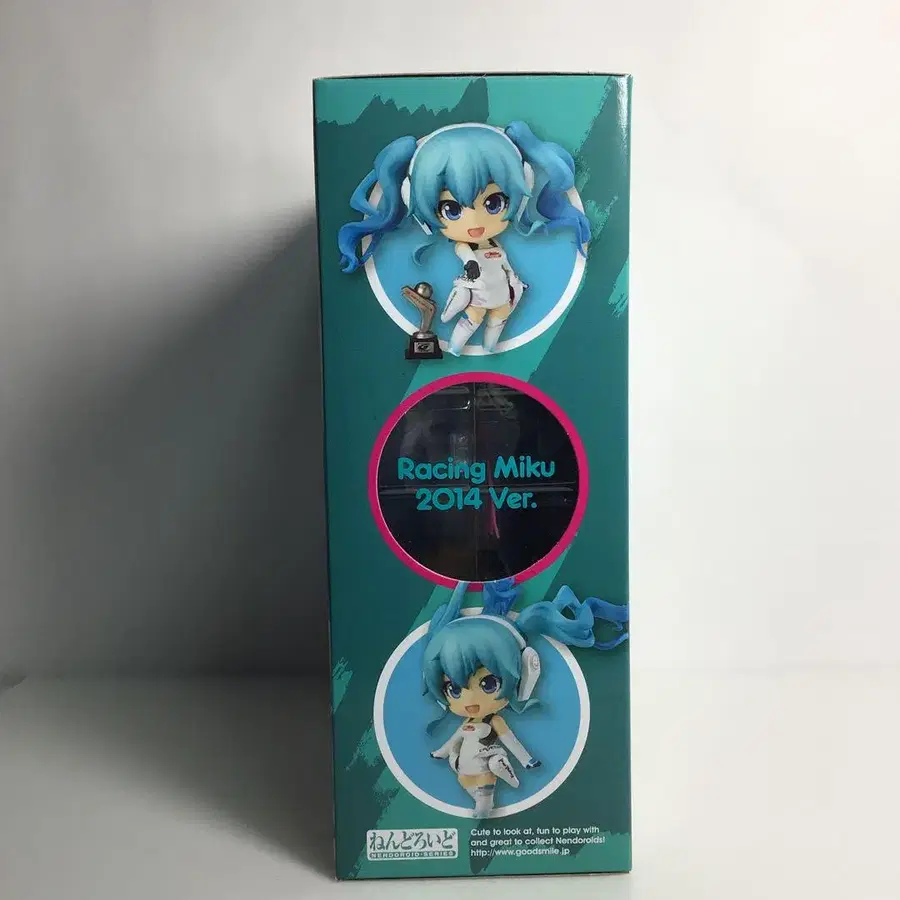 Racing Miku
2014 Ver.
ねんどろいど
NENDOROID-SERIES
Cute to look at, fun to play with
and great to collect Nendoroids!
http://www.goodsmile.jp